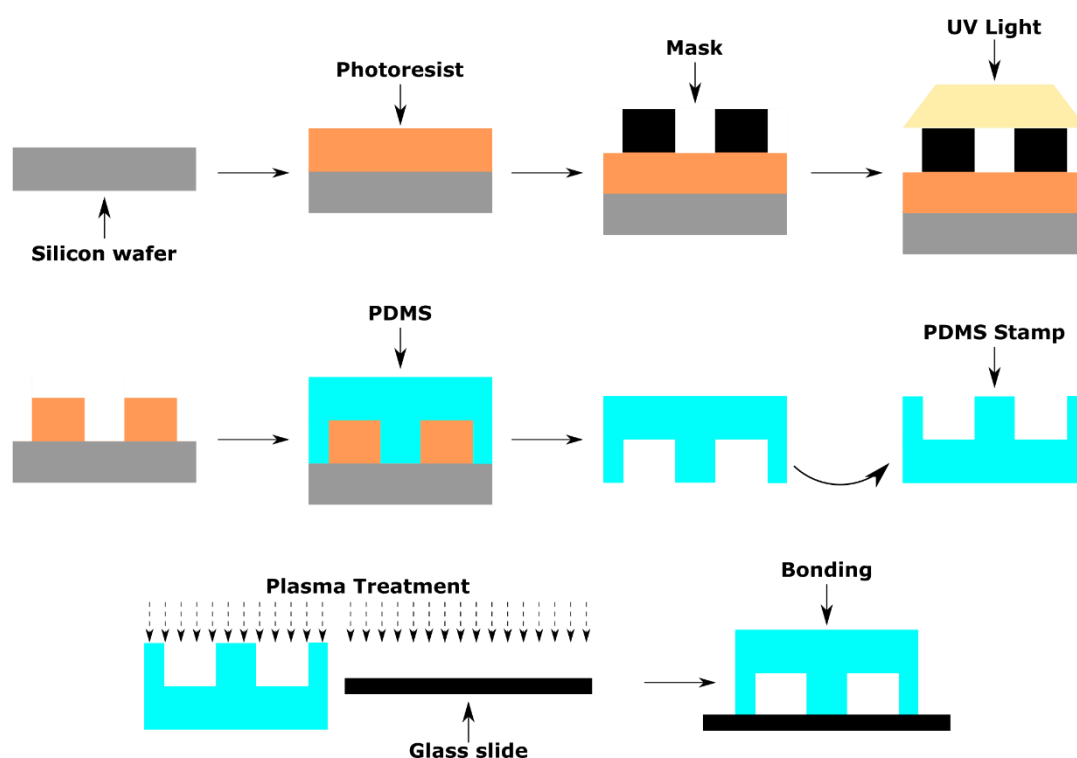 UV Light
Mask
Photoresist
Silicon wafer
PDMS
PDMS Stamp
Plasma Treatment
Bonding
Glass slide